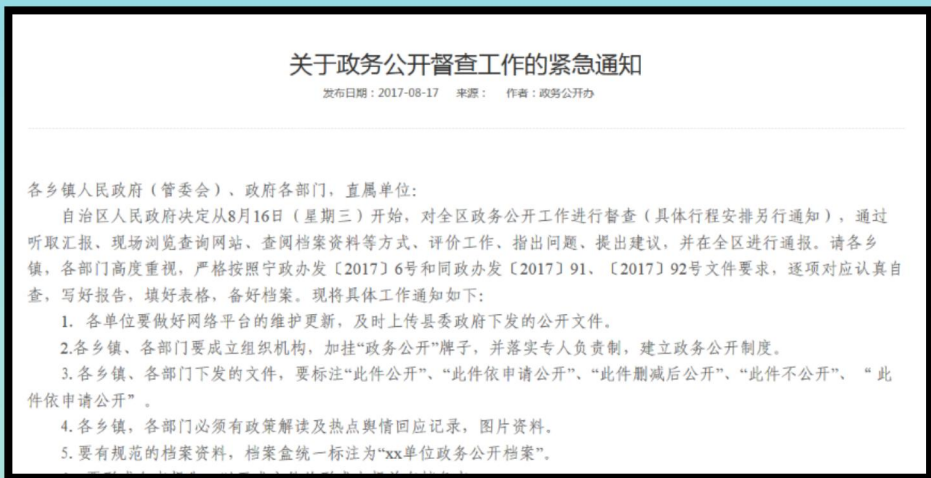 关于政务公开督查工作的紧急通知
发布日期：2017-08-17 来源： 作者：政务公开办
各乡镇人民政府（管委会）、政府各部门，直属单位:
自治区人民政府决定从8月16日（星期三）开始，对全区政务公开工作进行督查（具体行程安排另行通知），通过
听取汇报、现场浏览查询网站、查阅档案资料等方式、评价工作、指出问题、提出建议，并在全区进行通报。请各乡
镇，各部门高度重视，严格按照宁政办发〔2017〕6号和同政办发〔2017〕91、〔2017〕92号文件要求，逐项对应认真自
查，写好报告，填好表格，备好档案。现将具体工作通知如下:
1. 各单位要做好网络平台的维护更新，及时上传县委政府下发的公开文件。
2.各乡镇、各部门要成立组织机构，加挂“政务公开”牌子，并落实专人负责制，建立政务公开制度。
3. 各乡镇、各部门下发的文件，要标注“此件公开”、“此件依申请公开”、“此件删减后公开”、“此件不公开”、 “ 此
件依申请公开” 。
4. 各乡镇，各部门必须有政策解读及热点舆情回应记录，图片资料。
5. 要有规范的档案资料，档案盒统一标注为“xx单位政务公开档案”。